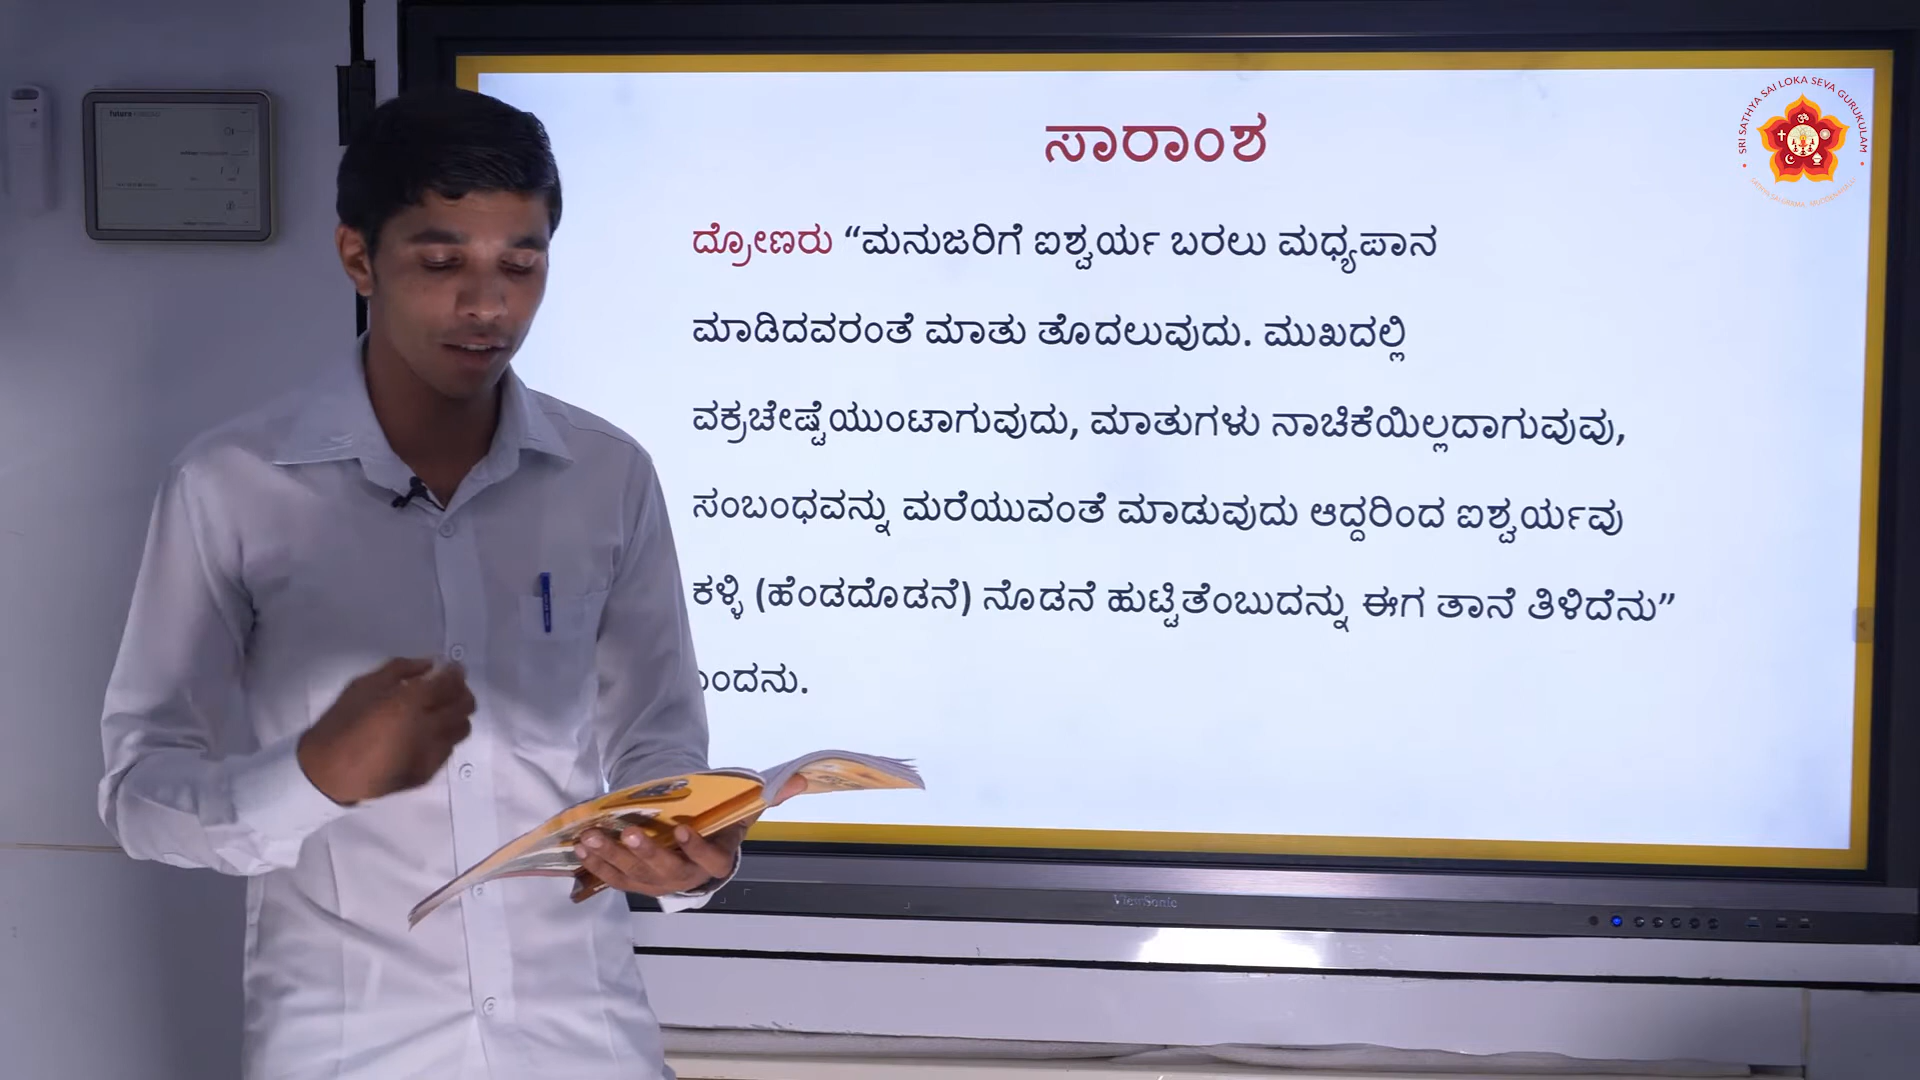 ಸಾರಾಂಶ
ದ್ರೋಣರು “ಮನುಜರಿಗೆ ಐಶ್ವರ್ಯ ಬರಲು ಮಧ್ಯಪಾನ
ಮಾಡಿದವರಂತೆ ಮಾತು ತೊದಲುವುದು. ಮುಖದಲ್ಲಿ
ವಕ್ರಚೇಷ್ಟೆಯುಂಟಾಗುವುದು, ಮಾತುಗಳು ನಾಚಿಕೆಯಿಲ್ಲದಾಗುವುವು,
ಸಂಬಂಧವನ್ನು ಮರೆಯುವಂತೆ ಮಾಡುವುದು ಆದ್ದರಿಂದ ಐಶ್ವರ್ಯವು
ಕಳ್ಳಿ (ಹೆಂಡದೊಡನೆ) ನೊಡನೆ ಹುಟ್ಟಿತೆಂಬುದನ್ನು ಈಗ ತಾನೆ ತಿಳಿದೆನು”
SRI SATHYA SAI LOKA SEVA GURUKULAM
ViewSonic